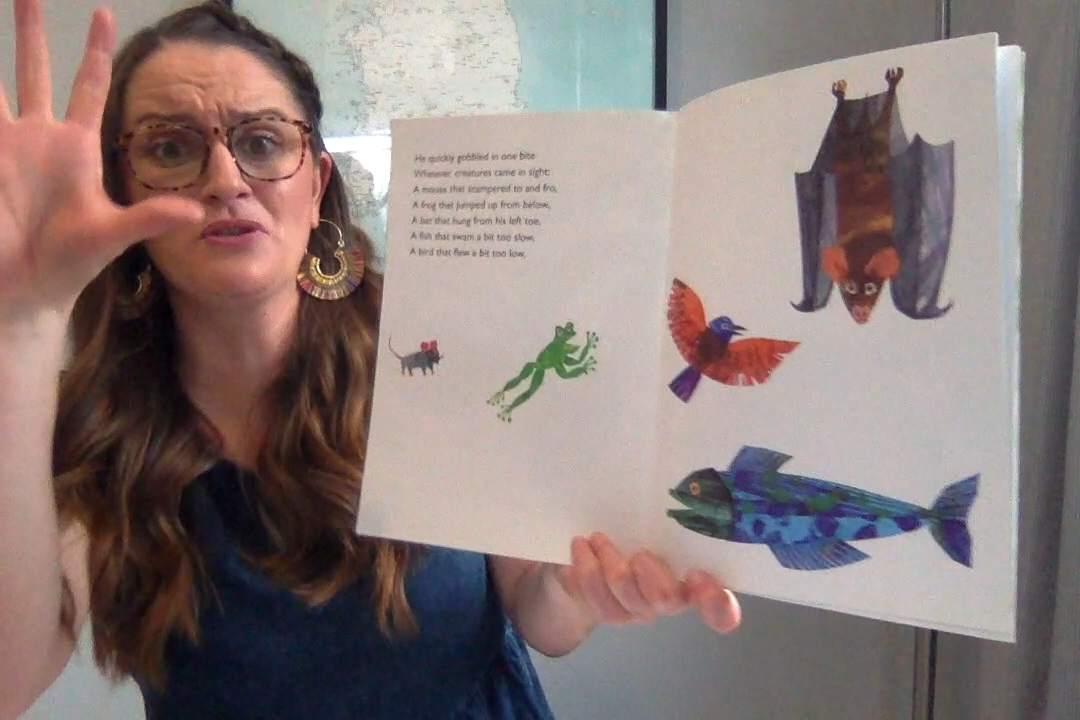 He quickly gobbled in one bite
Whatever creatures came in sight:
A mouse that scampered to and fro,
A frog that jumped up from below,
A bat that hung from his left toe,
A fish that swam a bit too slow,
A bird that flew a bit too low,